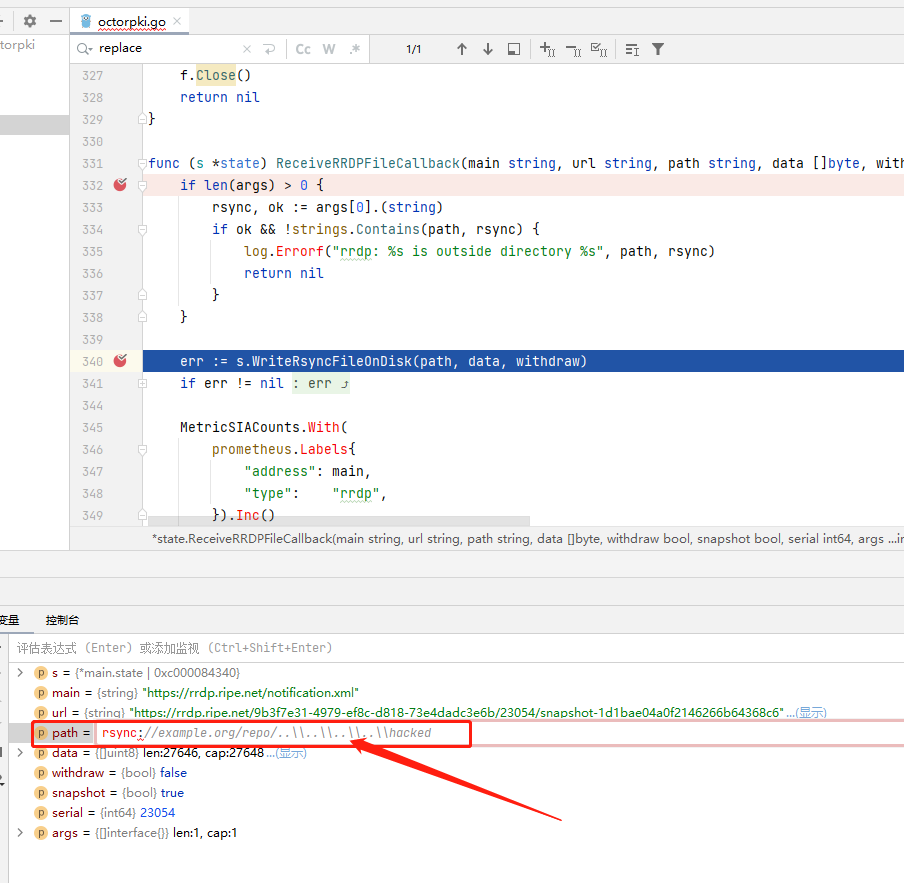 octorpki.go
torpki
replace
Cc W .* 1/1
327 f.Close()
328 return nil
329 }
330
331 func (s *state) ReceiveRRDPFileCallback(main string, url string, path string, data []byte, with
332 if len(args) > 0 {
333 rsync, ok := args[0].(string)
334 if ok && !strings.Contains(path, rsync) {
335 log.Errorf("rrdp: %s is outside directory %s", path, rsync)
336 return nil
337 }
338 }
339
340 err := s.WriteRsyncFileOnDisk(path, data, withdraw)
341 if err != nil : err
344
345 MetricSIACounts.With(
346 prometheus.Labels{
347 "address": main,
348 "type": "rrdp",
349 }).Inc()
*state.ReceiveRRDPFileCallback(main string, url string, path string, data []byte, withdraw bool, snapshot bool, serial int64, args ...in
变量 控制台
评估表达式 (Enter) 或添加监视 (Ctrl+Shift+Enter)
p s = {*main.state | 0xc000084340}
p main = {string} "https://rrdp.ripe.net/notification.xml"
p url = {string} "https://rrdp.ripe.net/9b3f7e31-4979-ef8c-d818-73e4dadc3e6b/23054/snapshot-1d1bae04a0f2146266b64368c6"...(显示)
p path = rsync://example.org/repo/..\\..\\..\\..\\hacked
p data = {[]uint8} len:27646, cap:27648...(显示)
p withdraw = {bool} false
p snapshot = {bool} true
p serial = {int64} 23054
p args = {[]interface{}} len:1, cap:1